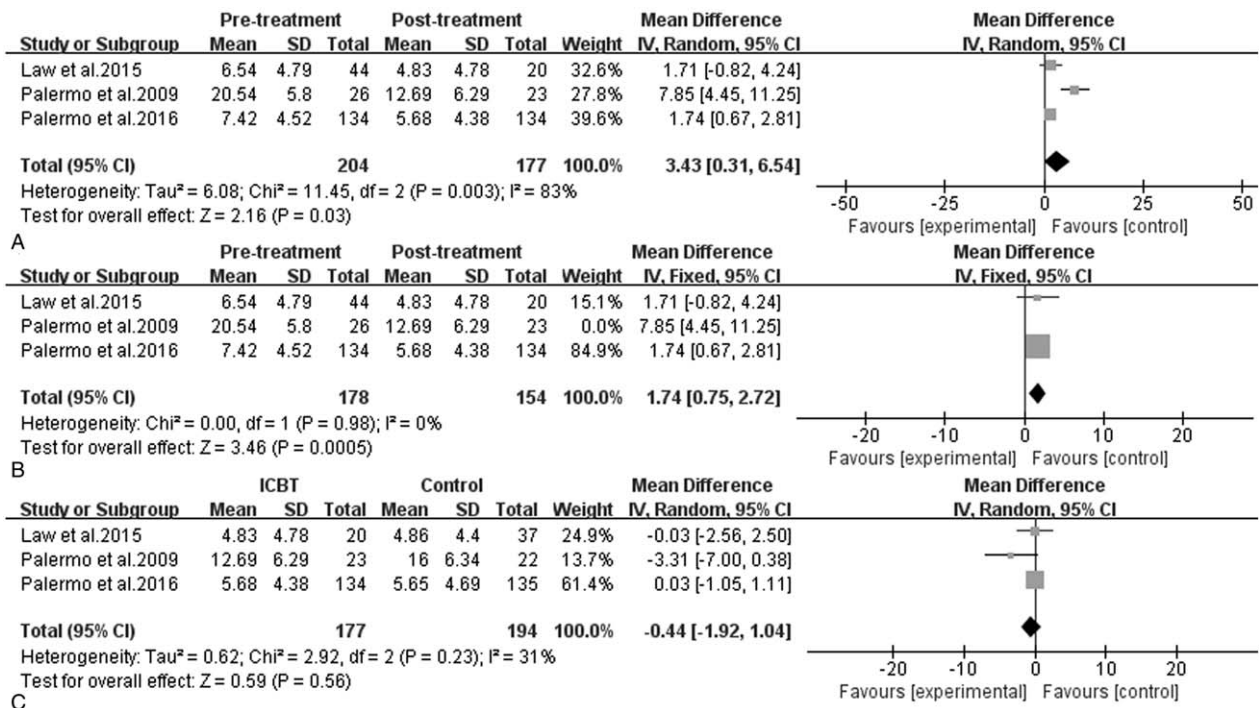 Pre-treatment Post-treatment Mean Difference Mean Difference
Study or Subgroup Mean SD Total Mean SD Total Weight IV, Random, 95% CI IV, Random, 95% CI
Law et al.2015 6.54 4.79 44 4.83 4.78 20 32.6% 1.71 [-0.82, 4.24]
Palermo et al.2009 20.54 5.8 26 12.69 6.29 23 27.8% 7.85 [4.45, 11.25]
Palermo et al.2016 7.42 4.52 134 5.68 4.38 134 39.6% 1.74 [0.67, 2.81]
Total (95% CI) 204 177 100.0% 3.43 [0.31, 6.54]
Heterogeneity: Tau² = 6.08; Chi² = 11.45, df = 2 (P = 0.003); I² = 83%
Test for overall effect: Z = 2.16 (P = 0.03)
-50 -25 0 25 50
Favours [experimental] Favours [control]
A
Pre-treatment Post-treatment Mean Difference Mean Difference
Study or Subgroup Mean SD Total Mean SD Total Weight IV, Fixed, 95% CI IV, Fixed, 95% CI
Law et al.2015 6.54 4.79 44 4.83 4.78 20 15.1% 1.71 [-0.82, 4.24]
Palermo et al.2009 20.54 5.8 26 12.69 6.29 23 0.0% 7.85 [4.45, 11.25]
Palermo et al.2016 7.42 4.52 134 5.68 4.38 134 84.9% 1.74 [0.67, 2.81]
Total (95% CI) 178 154 100.0% 1.74 [0.75, 2.72]
Heterogeneity: Chi² = 0.00, df = 1 (P = 0.98); I² = 0%
Test for overall effect: Z = 3.46 (P = 0.0005)
-20 -10 0 10 20
Favours [experimental] Favours [control]
B
ICBT Control Mean Difference Mean Difference
Study or Subgroup Mean SD Total Mean SD Total Weight IV, Random, 95% CI IV, Random, 95% CI
Law et al.2015 4.83 4.78 20 4.86 4.4 37 24.9% -0.03 [-2.56, 2.50]
Palermo et al.2009 12.69 6.29 23 16 6.34 22 13.7% -3.31 [-7.00, 0.38]
Palermo et al.2016 5.68 4.38 134 5.65 4.69 135 61.4% 0.03 [-1.05, 1.11]
Total (95% CI) 177 194 100.0% -0.44 [-1.92, 1.04]
Heterogeneity: Tau² = 0.62; Chi² = 2.92, df = 2 (P = 0.23); I² = 31%
Test for overall effect: Z = 0.59 (P = 0.56)
-20 -10 0 10 20
Favours [experimental] Favours [control]
C